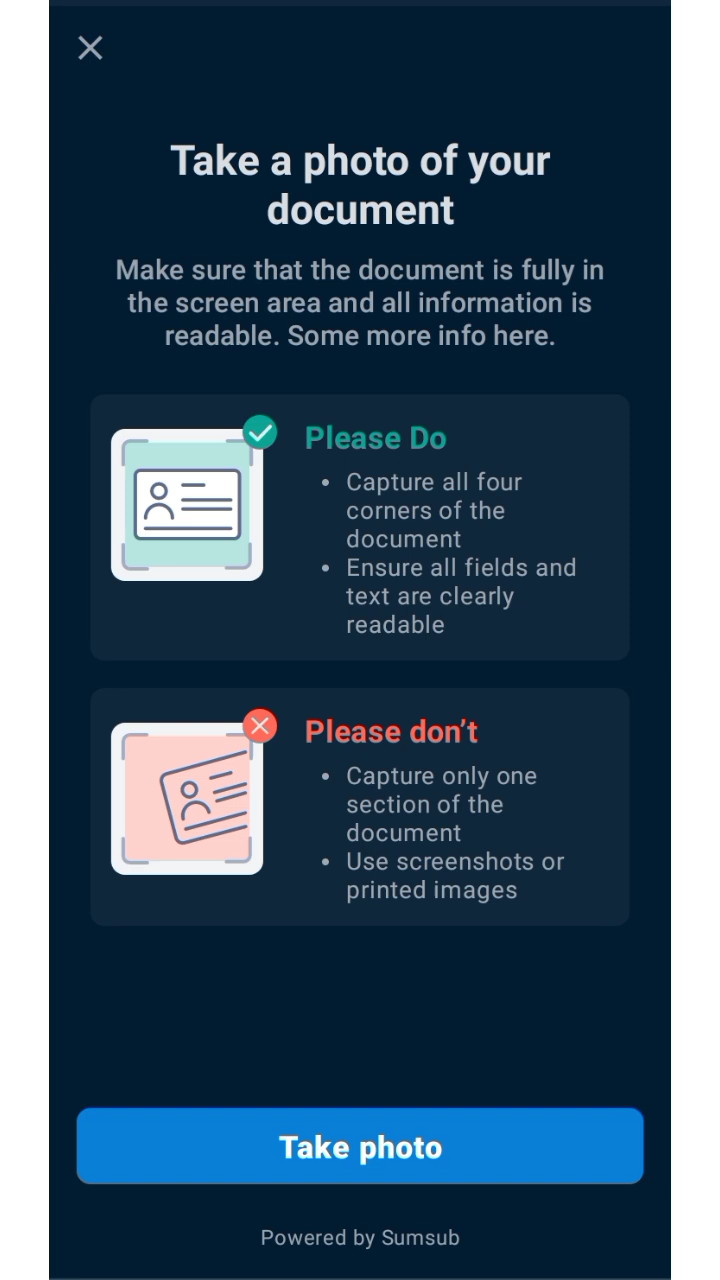 Take a photo of your
document
Make sure that the document is fully in
the screen area and all information is
readable. Some more info here.
Please Do
• Capture all four
corners of the
document
• Ensure all fields and
text are clearly
readable
Please don’t
• Capture only one
section of the
document
• Use screenshots or
printed images
Take photo
Powered by Sumsub